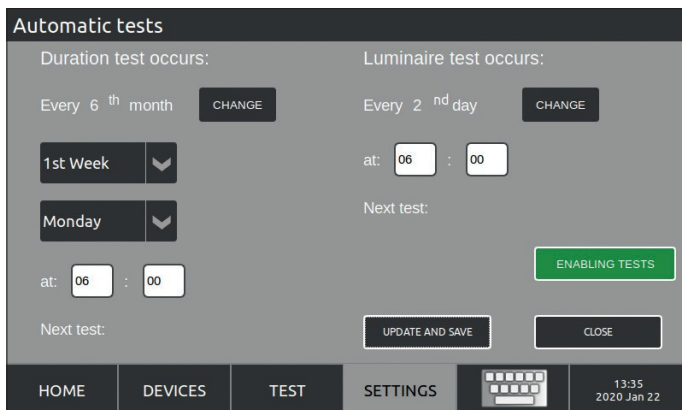 Automatic tests
Duration test occurs:
Every 6 th month CHANGE
1st Week
Monday
at: 06 : 00
Next test:
Luminaire test occurs:
Every 2 nd day CHANGE
at: 06 : 00
Next test:
ENABLING TESTS
UPDATE AND SAVE CLOSE
HOME DEVICES TEST SETTINGS 13:35
2020 Jan 22